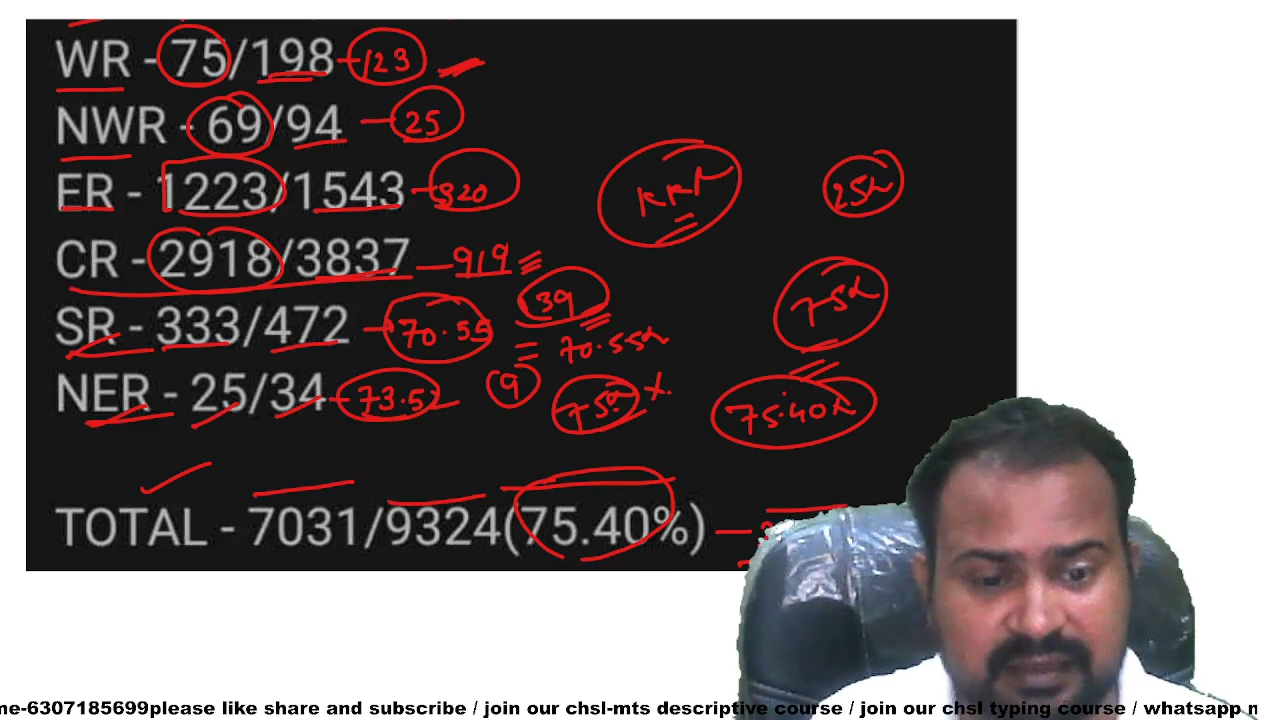 WR - 75/198 - 123
NWR - 69/94 - 25
ER - 1223/1543 - 320
25%
CR - 2918/3837 - 919
39
75%
SR - 333/472 - 70.55
= 70.55%
NER - 25/34 - 73.52
9
75% x
75.40%
TOTAL - 7031/9324(75.40%) -
me-6307185699please like share and subscribe / join our chsl-mts descriptive course / join our chsl typing course / whatsapp n